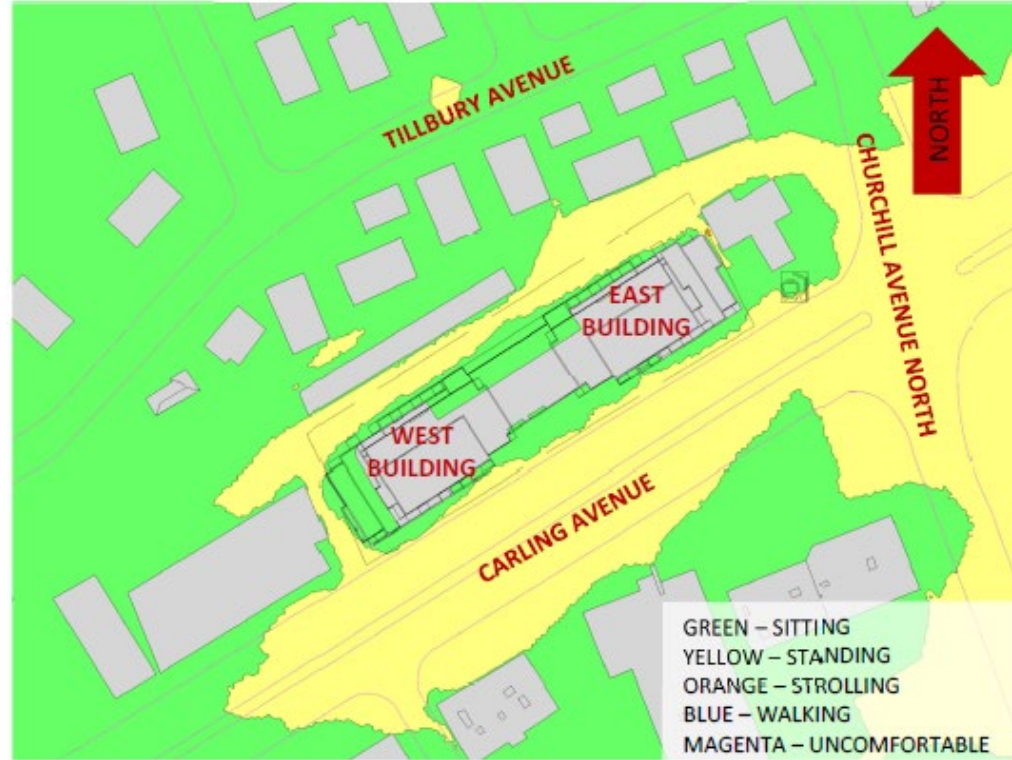 TILLBURY AVENUE
NORTH
CHURCHILL AVENUE NORTH
EAST
BUILDING
WEST
BUILDING
CARLING AVENUE
GREEN – SITTING
YELLOW – STANDING
ORANGE – STROLLING
BLUE – WALKING
MAGENTA – UNCOMFORTABLE